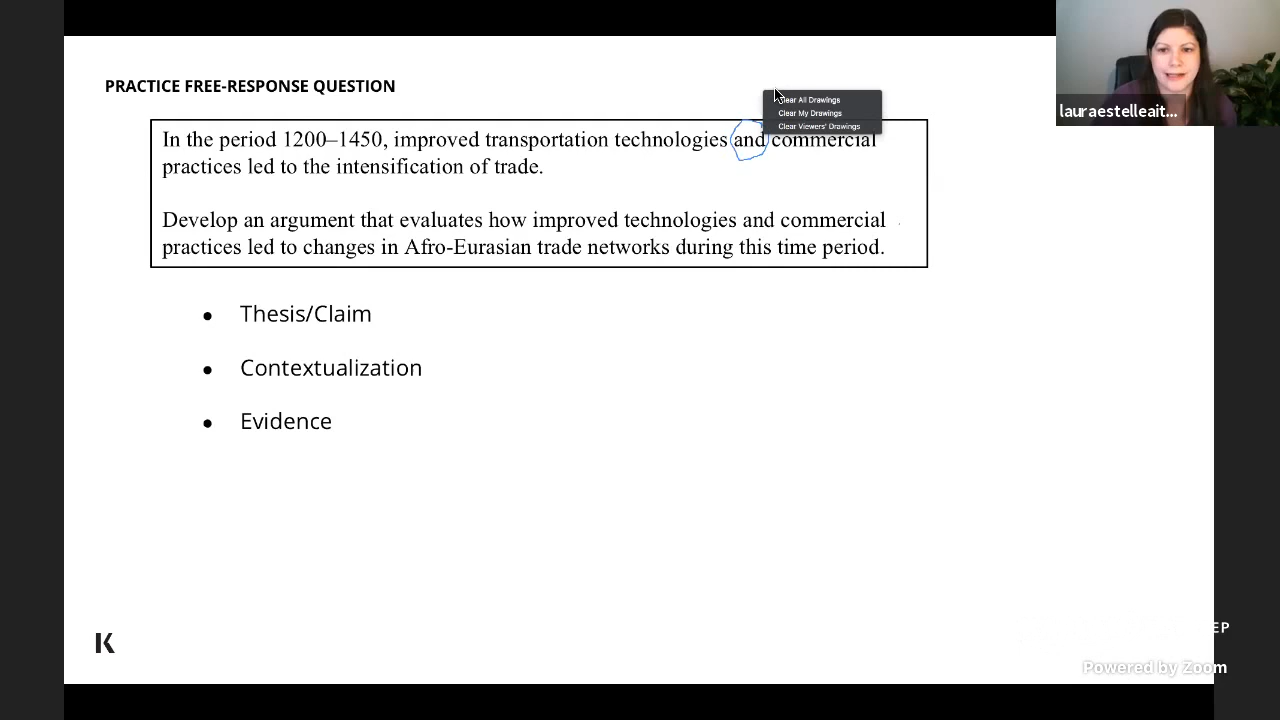 PRACTICE FREE-RESPONSE QUESTION
lauraestelleait...
Clear All Drawings
Clear My Drawings
Clear Viewers' Drawings
In the period 1200–1450, improved transportation technologies and commercial
practices led to the intensification of trade.
Develop an argument that evaluates how improved technologies and commercial
practices led to changes in Afro-Eurasian trade networks during this time period.
• Thesis/Claim
• Contextualization
• Evidence
K
EP
Powered by Zoom